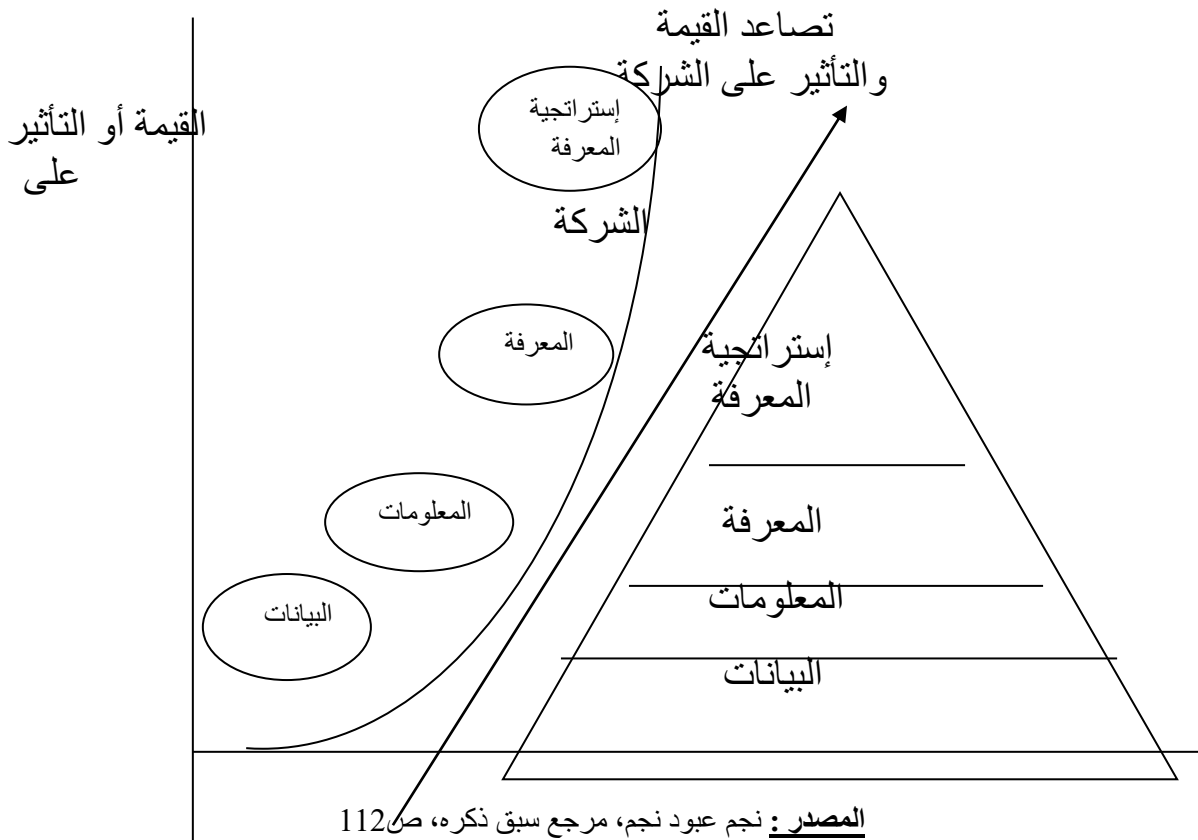 تصاعد القيمة
والتأثير على الشركة
القيمة أو التأثير
على
الشركة
إستراتجية
المعرفة
المعرفة
المعلومات
البيانات
إستراتجية
المعرفة
المعرفة
المعلومات
البيانات
المصدر : نجم عبود نجم، مرجع سبق ذكره، ص112